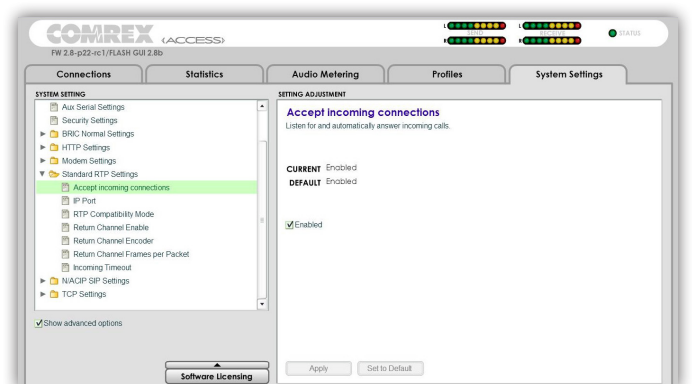 COMREX (ACCESS)
FW 2.8-p22-rc1/FLASH GUI 2.8b
L SEND R
L RECEIVE R
STATUS
Connections
Statistics
Audio Metering
Profiles
System Settings
SYSTEM SETTING
Aux Serial Settings
Security Settings
BRIC Normal Settings
HTTP Settings
Modem Settings
Standard RTP Settings
Accept incoming connections
IP Port
RTP Compatibility Mode
Return Channel Enable
Return Channel Encoder
Return Channel Frames per Packet
Incoming Timeout
N/ACIP SIP Settings
TCP Settings
Show advanced options
Software Licensing
SETTING ADJUSTMENT
Accept incoming connections
Listen for and automatically answer incoming calls.
CURRENT Enabled
DEFAULT Enabled
Enabled
Apply
Set to Default